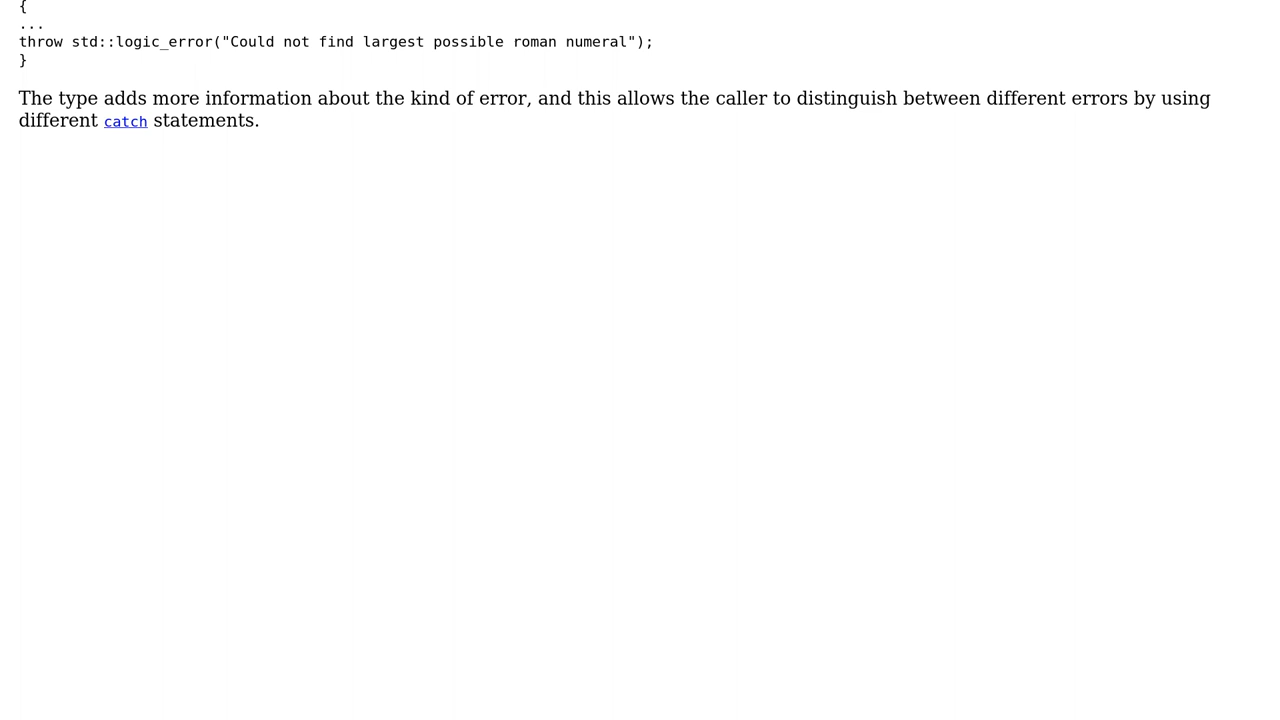 {
...
throw std::logic_error("Could not find largest possible roman numeral");
}
The type adds more information about the kind of error, and this allows the caller to distinguish between different errors by using
different catch statements.